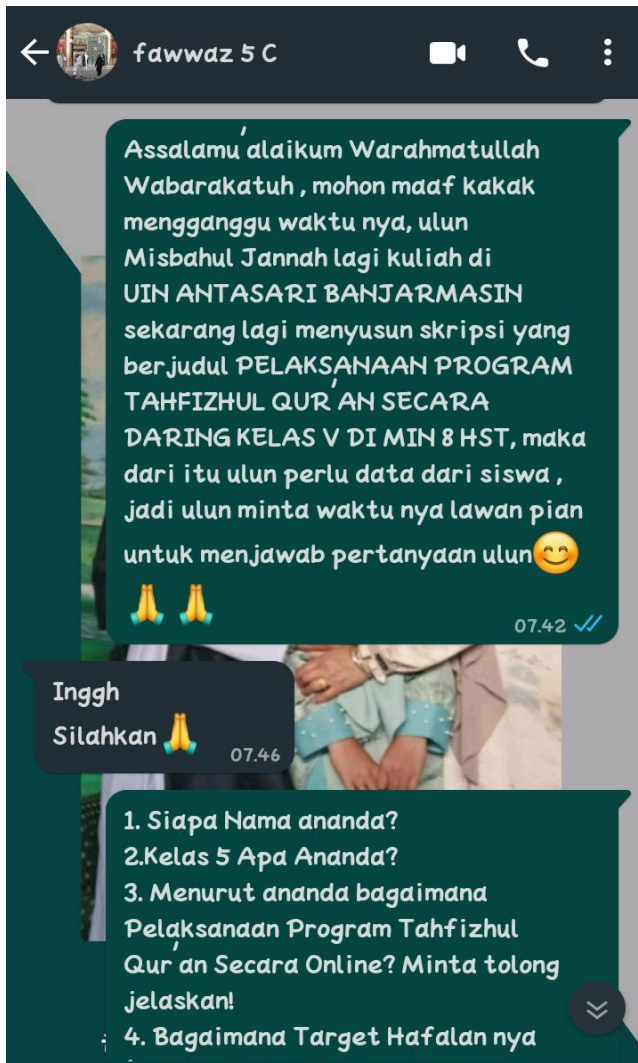 fawwaz 5 C
Assalamu'alaikum Warahmatullah
Wabarakatuh , mohon maaf kakak
mengganggu waktu nya, ulun
Misbahul Jannah lagi kuliah di
UIN ANTASARI BANJARMASIN
sekarang lagi menyusun skripsi yang
berjudul PELAKSANAAN PROGRAM
TAHFIZHUL QUR'AN SECARA
DARING KELAS V DI MIN 8 HST, maka
dari itu ulun perlu data dari siswa ,
jadi ulun minta waktu nya lawan pian
untuk menjawab pertanyaan ulun😊
🙏 🙏
07.42
Inggh
Silahkan 🙏
07.46
1. Siapa Nama ananda?
2.Kelas 5 Apa Ananda?
3. Menurut ananda bagaimana
Pelaksanaan Program Tahfizhul
Qur'an Secara Online? Minta tolong
jelaskan!
4. Bagaimana Target Hafalan nya